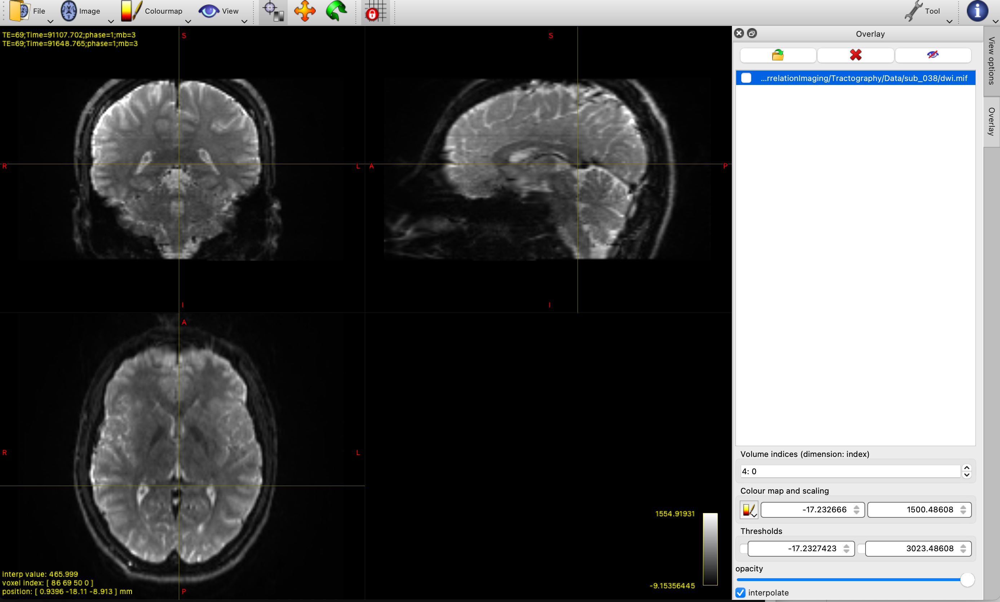 File
Image
Colourmap
View
Tool
TE=69;Time=91107.702;phase=1;mb=3
TE=69;Time=91648.765;phase=1;mb=3
S
S
R
L
A
P
I
I
A
R
L
P
interp value: 465.999
voxel index: [ 86 69 50 0 ]
position: [ 0.9396 -18.11 -8.913 ] mm
1554.91931
-9.15356445
Overlay
...rrelationImaging/Tractography/Data/sub_038/dwi.mif
Volume indices (dimension: index)
4: 0
Colour map and scaling
-17.232666
1500.48608
Thresholds
-17.2327423
3023.48608
opacity
interpolate
View options
Overlay